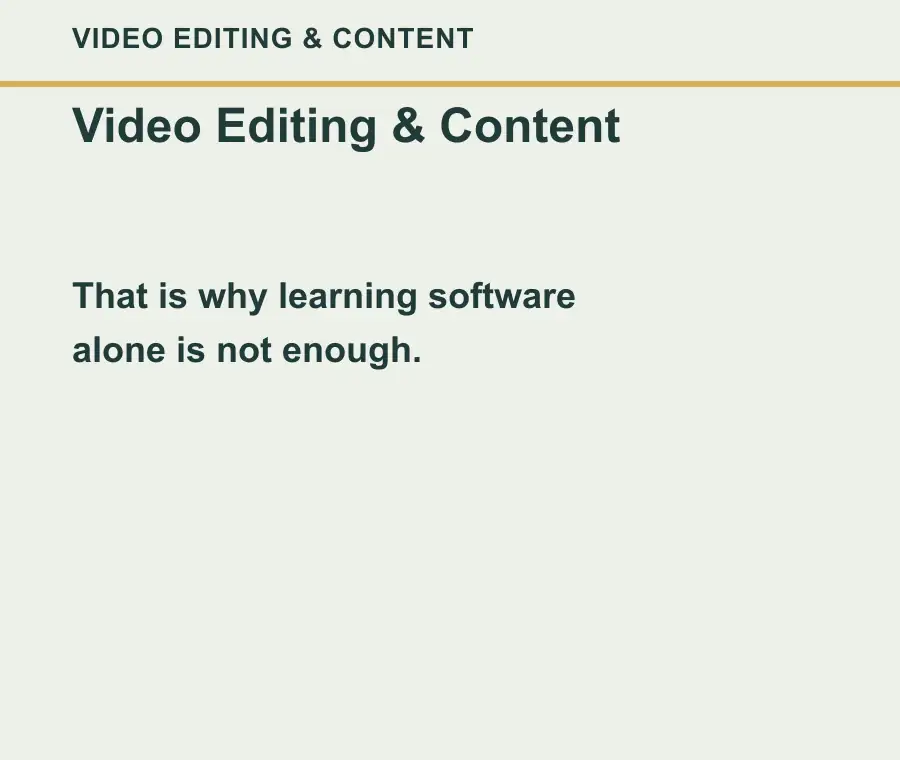 VIDEO EDITING & CONTENT
Video Editing & Content
That is why learning software
alone is not enough.